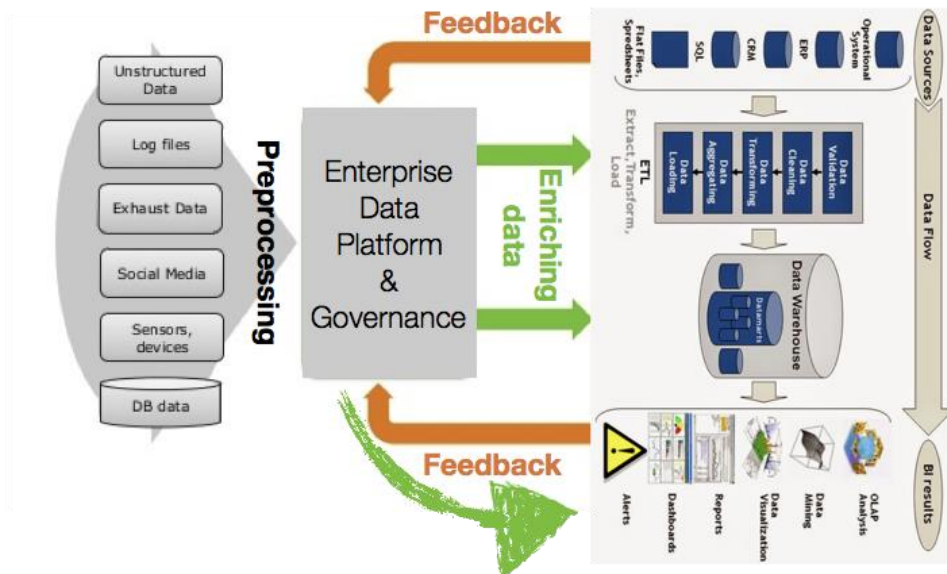 Feedback
Unstructured
Data
Log files
Exhaust Data
Social Media
Sensors,
devices
DB data
Preprocessing
Enterprise
Data
Platform
&
Governance
Enriching
data
Feedback
Data Sources
Operational
System
ERP
CRM
SQL
Flat Files,
Spredsheets
Data Validation
Data
Cleaning
Data
Transforming
Data
Aggregating
Data
Loading
ETL
Extract, Transform,
Load
Data Flow
Data Warehouse
Datamarts
BI results
OLAP
Analysis
Data
Mining
Data
Visualization
Reports
Dashboards
Alerts